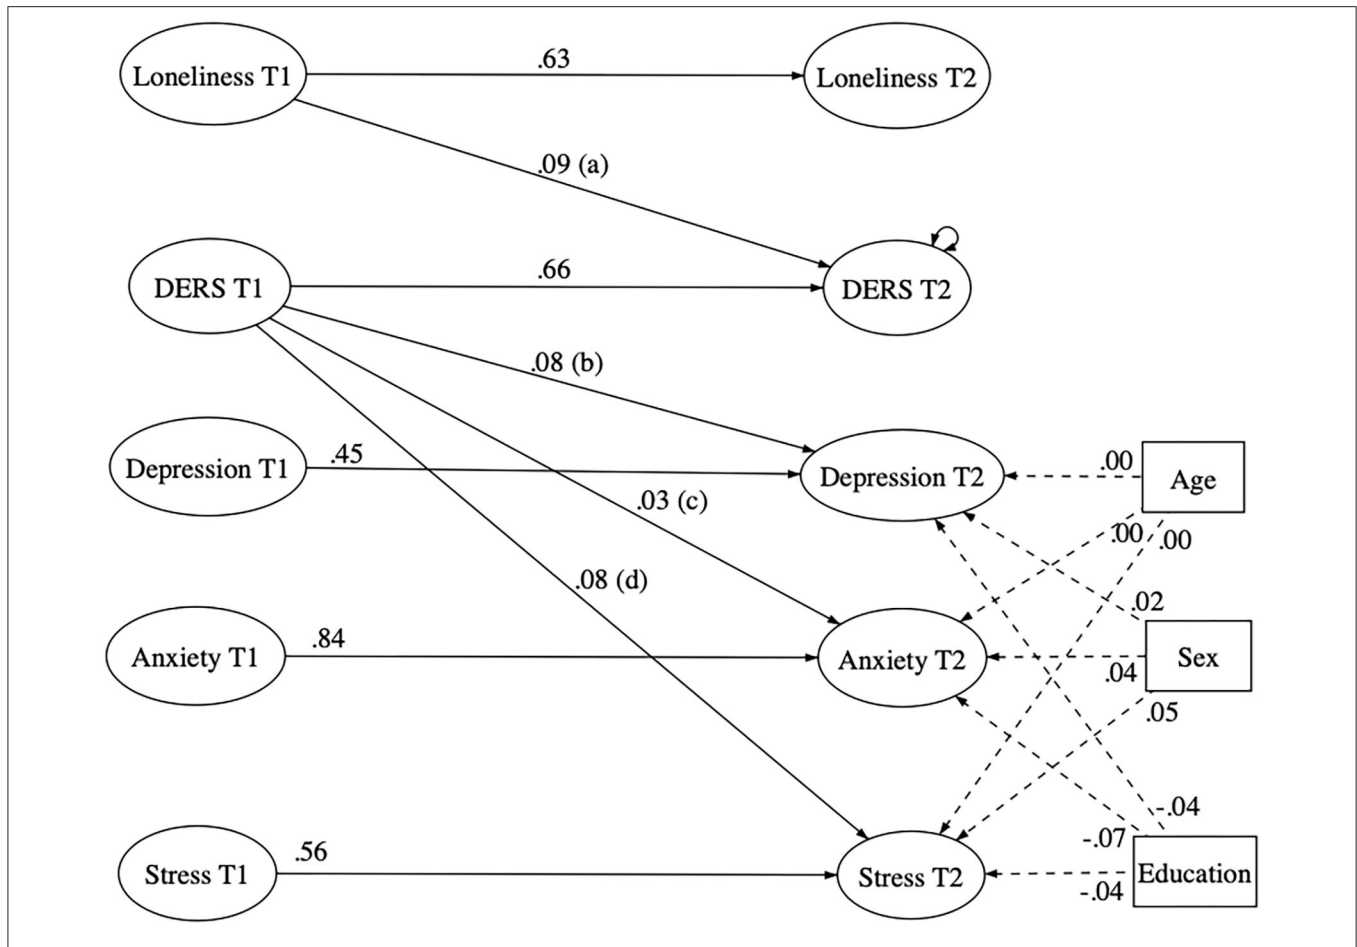 Loneliness T1
.63
Loneliness T2
.09 (a)
DERS T1
.66
DERS T2
.08 (b)
Depression T1
.45
Depression T2
.00
Age
.03 (c)
.00
.00
.08 (d)
.02
Anxiety T1
.84
Anxiety T2
.04
Sex
.05
-.04
-.07
Stress T1
.56
Stress T2
-.04
Education